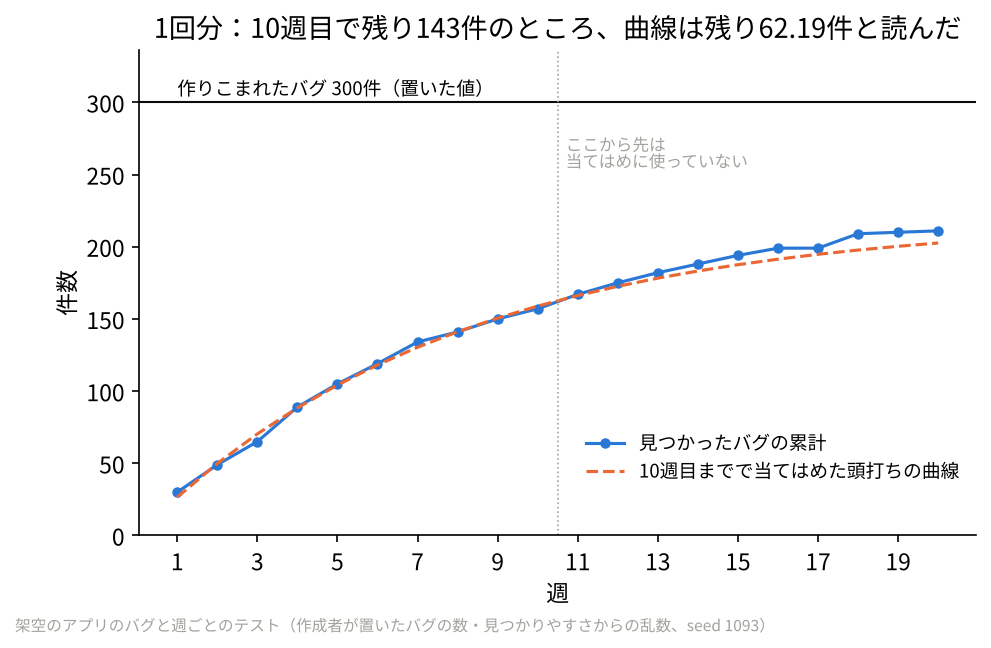 1回分：10週目で残り143件のところ、曲線は残り62.19件と読んだ
作りこまれたバグ 300件（置いた値）
ここから先は
当てはめに使っていない
件数
300
250
200
150
100
50
0
見つかったバグの累計
10週目までで当てはめた頭打ちの曲線
1 3 5 7 9 11 13 15 17 19
週
架空のアプリのバグと週ごとのテスト（作成者が置いたバグの数・見つかりやすさからの乱数、seed 1093）